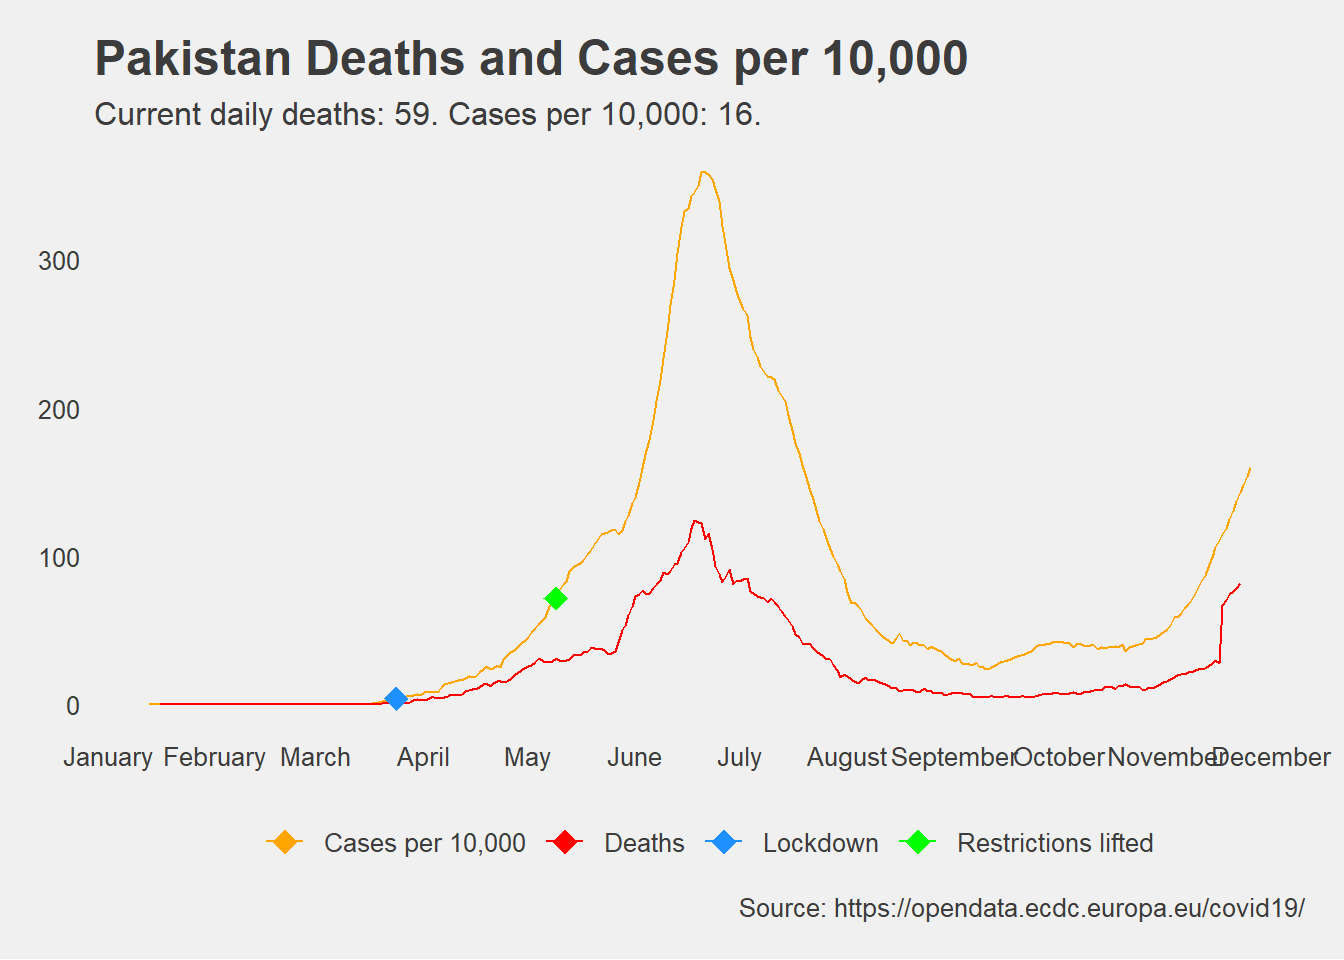 Pakistan Deaths and Cases per 10,000
Current daily deaths: 59. Cases per 10,000: 16.
300
200
100
0
January February March April May June July August September October November December
Cases per 10,000 Deaths Lockdown Restrictions lifted
Source: https://opendata.ecdc.europa.eu/covid19/